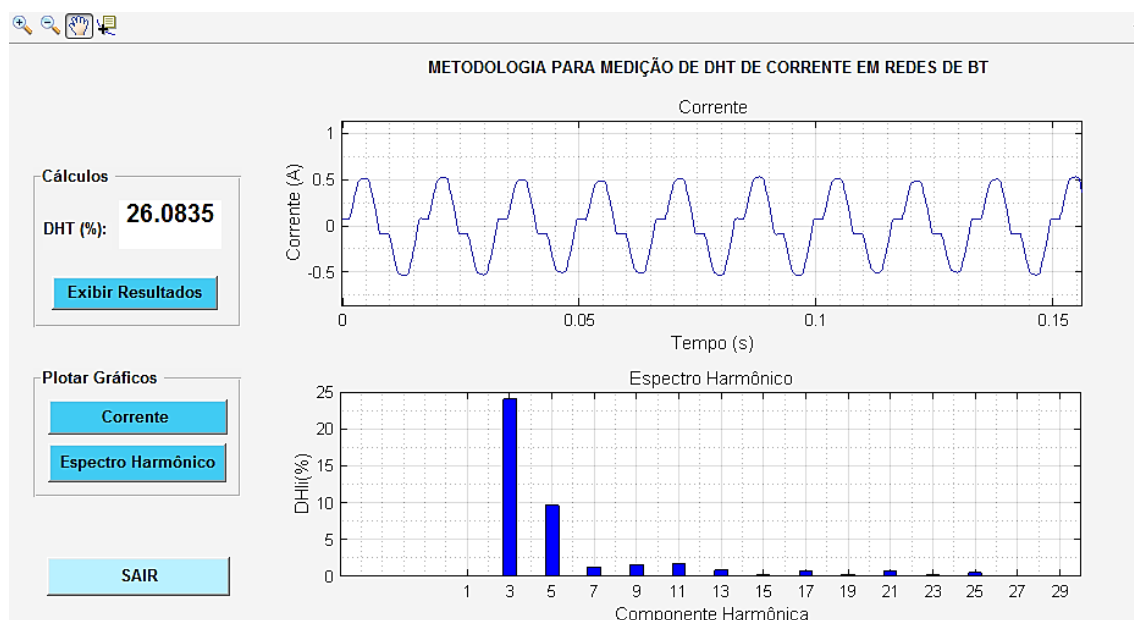 METODOLOGIA PARA MEDIÇÃO DE DHT DE CORRENTE EM REDES DE BT
Cálculos
DHT (%): 26.0835
Exibir Resultados
Plotar Gráficos
Corrente
Espectro Harmônico
SAIR
Corrente
Corrente (A)
1
0.5
0
-0.5
0 0.05 0.1 0.15
Tempo (s)
Espectro Harmônico
DHIi(%)
25
20
15
10
5
0
1 3 5 7 9 11 13 15 17 19 21 23 25 27 29
Componente Harmônica